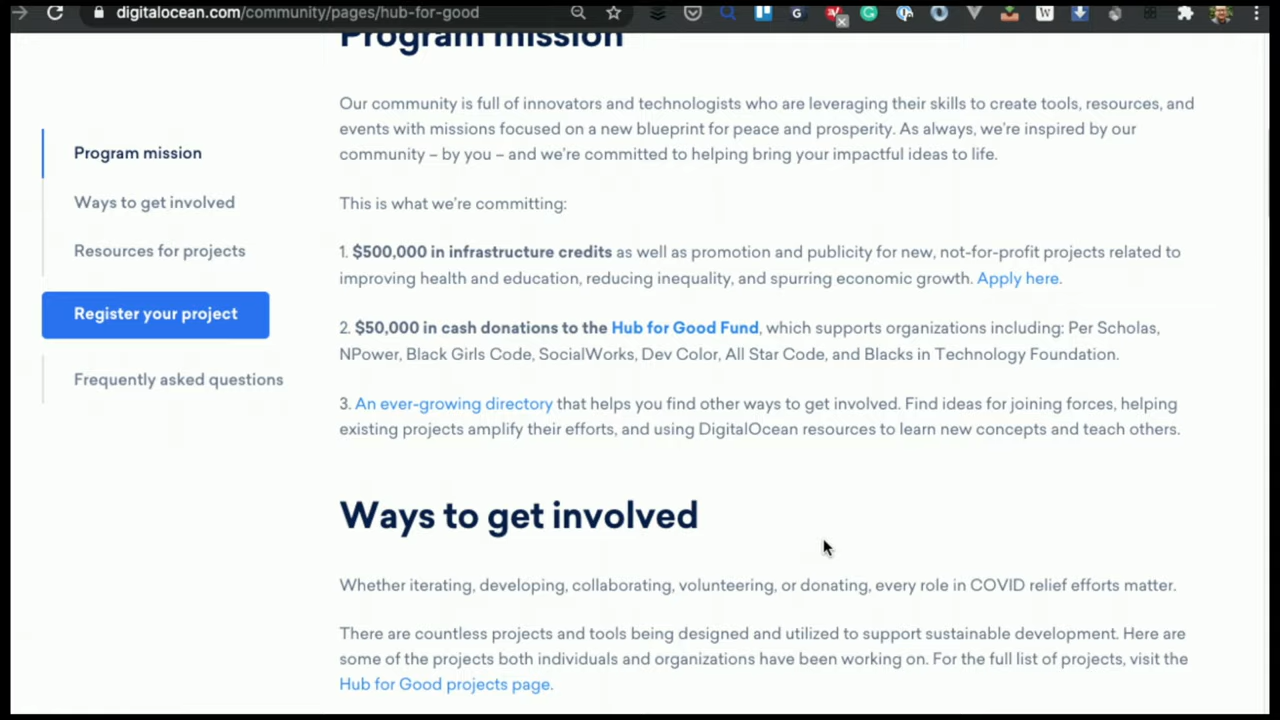 digitalocean.com/community/pages/hub-for-good
Program mission
Program mission
Ways to get involved
Resources for projects
Register your project
Frequently asked questions
Our community is full of innovators and technologists who are leveraging their skills to create tools, resources, and
events with missions focused on a new blueprint for peace and prosperity. As always, we're inspired by our
community – by you – and we're committed to helping bring your impactful ideas to life.
This is what we're committing:
1. $500,000 in infrastructure credits as well as promotion and publicity for new, not-for-profit projects related to
improving health and education, reducing inequality, and spurring economic growth. Apply here.
2. $50,000 in cash donations to the Hub for Good Fund, which supports organizations including: Per Scholas,
NPower, Black Girls Code, SocialWorks, Dev Color, All Star Code, and Blacks in Technology Foundation.
3. An ever-growing directory that helps you find other ways to get involved. Find ideas for joining forces, helping
existing projects amplify their efforts, and using DigitalOcean resources to learn new concepts and teach others.
Ways to get involved
Whether iterating, developing, collaborating, volunteering, or donating, every role in COVID relief efforts matter.
There are countless projects and tools being designed and utilized to support sustainable development. Here are
some of the projects both individuals and organizations have been working on. For the full list of projects, visit the
Hub for Good projects page.